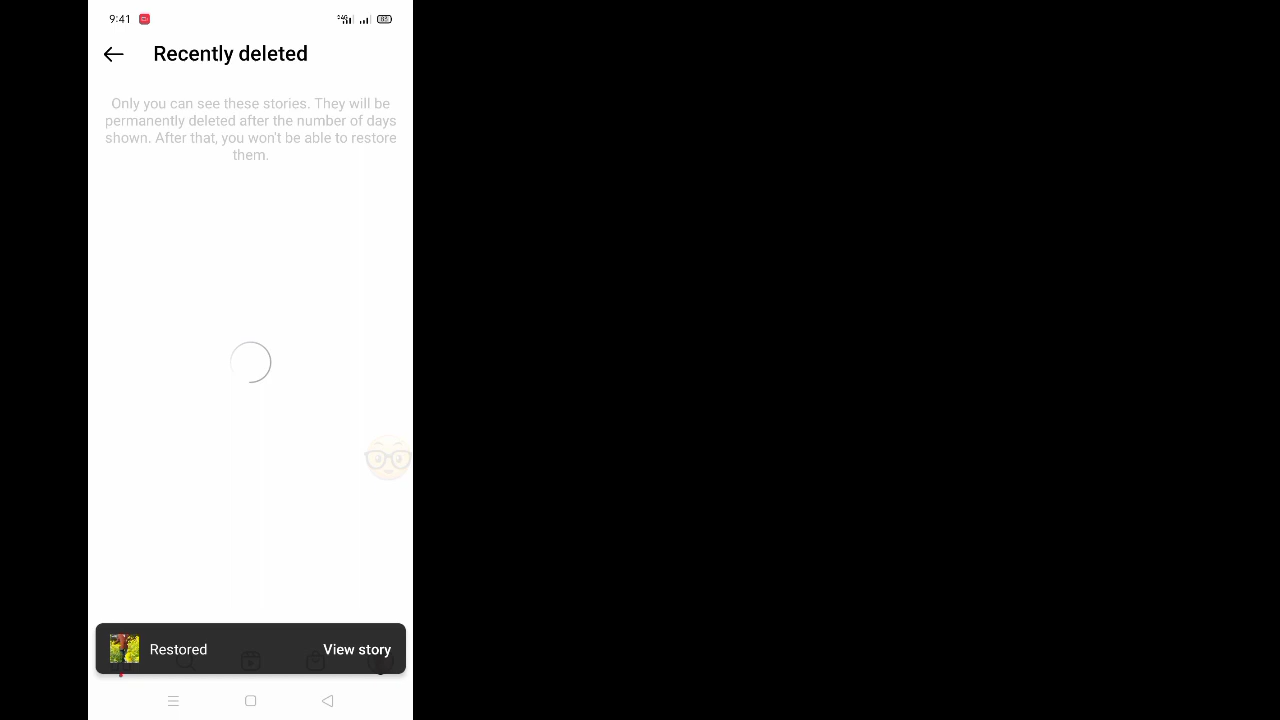 9:41
Recently deleted
Only you can see these stories. They will be
permanently deleted after the number of days
shown. After that, you won't be able to restore
them.
Restored
View story